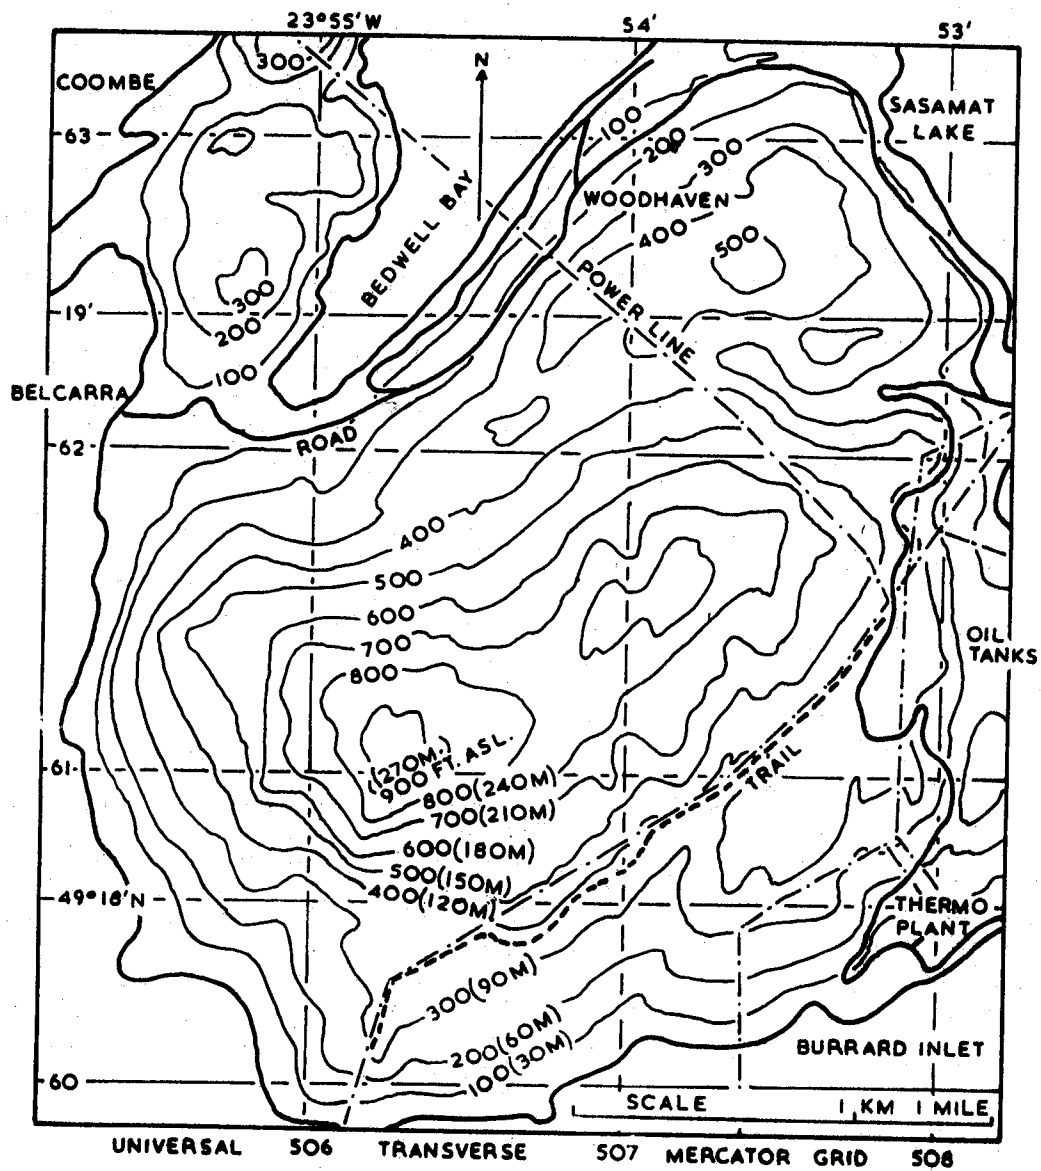 23°55'W
54'
53'
300
N
COOMBE
SASAMAT
LAKE
63
100
200
300
WOODHAVEN
BEDWELL BAY
400
500
300
POWER LINE
19'
200
100
BELCARRA
ROAD
62
400
500
600
OIL
TANKS
700
800
(270M.)
900 FT. ASL.
61
TRAIL
800(240M)
700(210M)
600(180M)
500(150M)
400(120M)
49°18'N
THERMO
PLANT
300(90M)
200(60M)
100(30M)
BURRARD INLET
60
SCALE
1 KM
1 MILE
UNIVERSAL
506
TRANSVERSE
507
MERCATOR
GRID
508